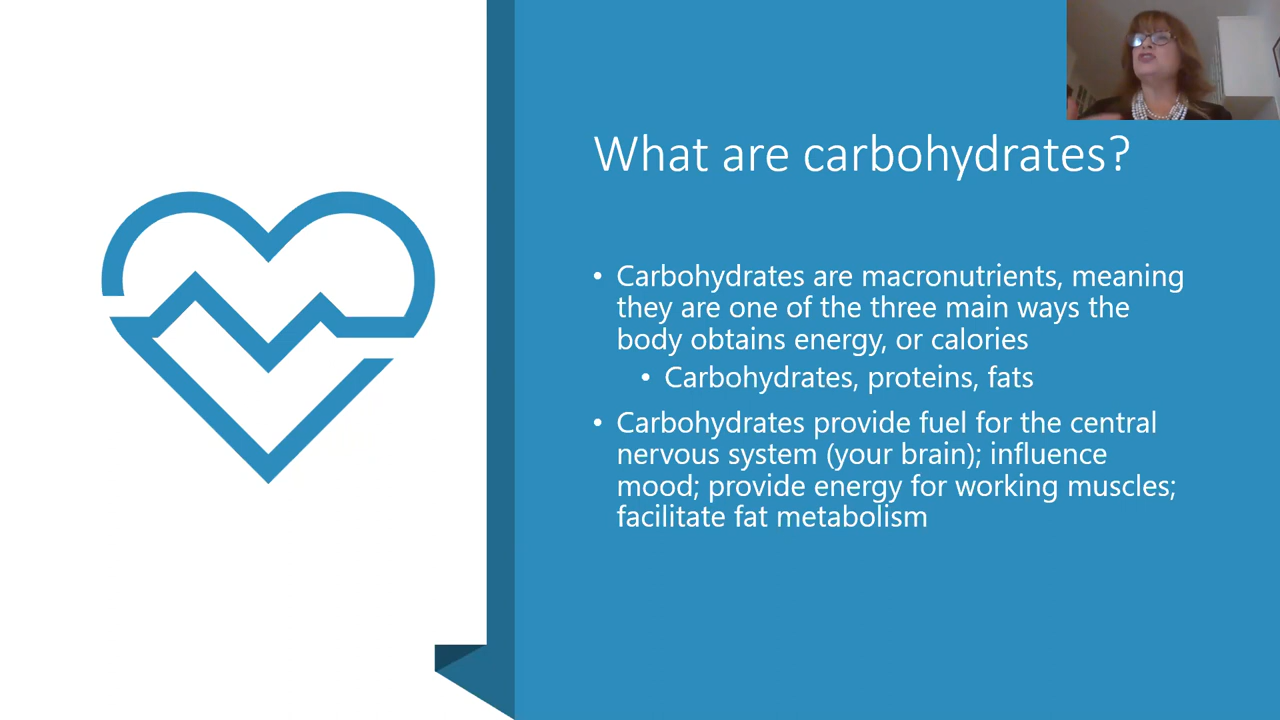 What are carbohydrates?
• Carbohydrates are macronutrients, meaning
they are one of the three main ways the
body obtains energy, or calories
• Carbohydrates, proteins, fats
• Carbohydrates provide fuel for the central
nervous system (your brain); influence
mood; provide energy for working muscles;
facilitate fat metabolism